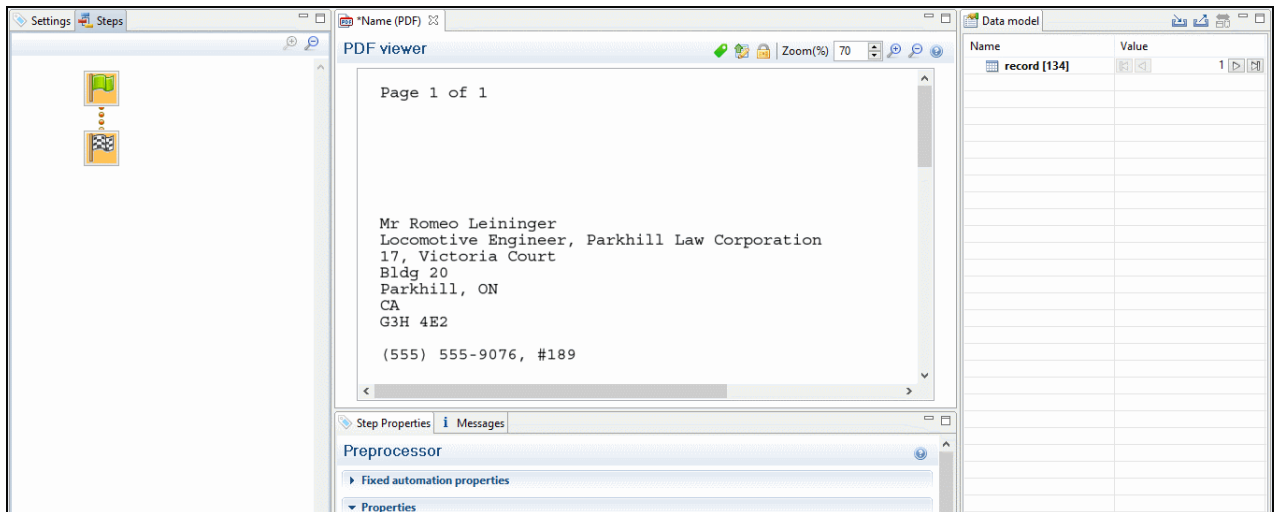 Settings Steps
*Name (PDF)
PDF viewer
Zoom(%) 70
Page 1 of 1
Mr Romeo Leininger
Locomotive Engineer, Parkhill Law Corporation
17, Victoria Court
Bldg 20
Parkhill, ON
CA
G3H 4E2
(555) 555-9076, #189
Step Properties Messages
Preprocessor
Fixed automation properties
Properties
Data model
Name Value
record [134] 1